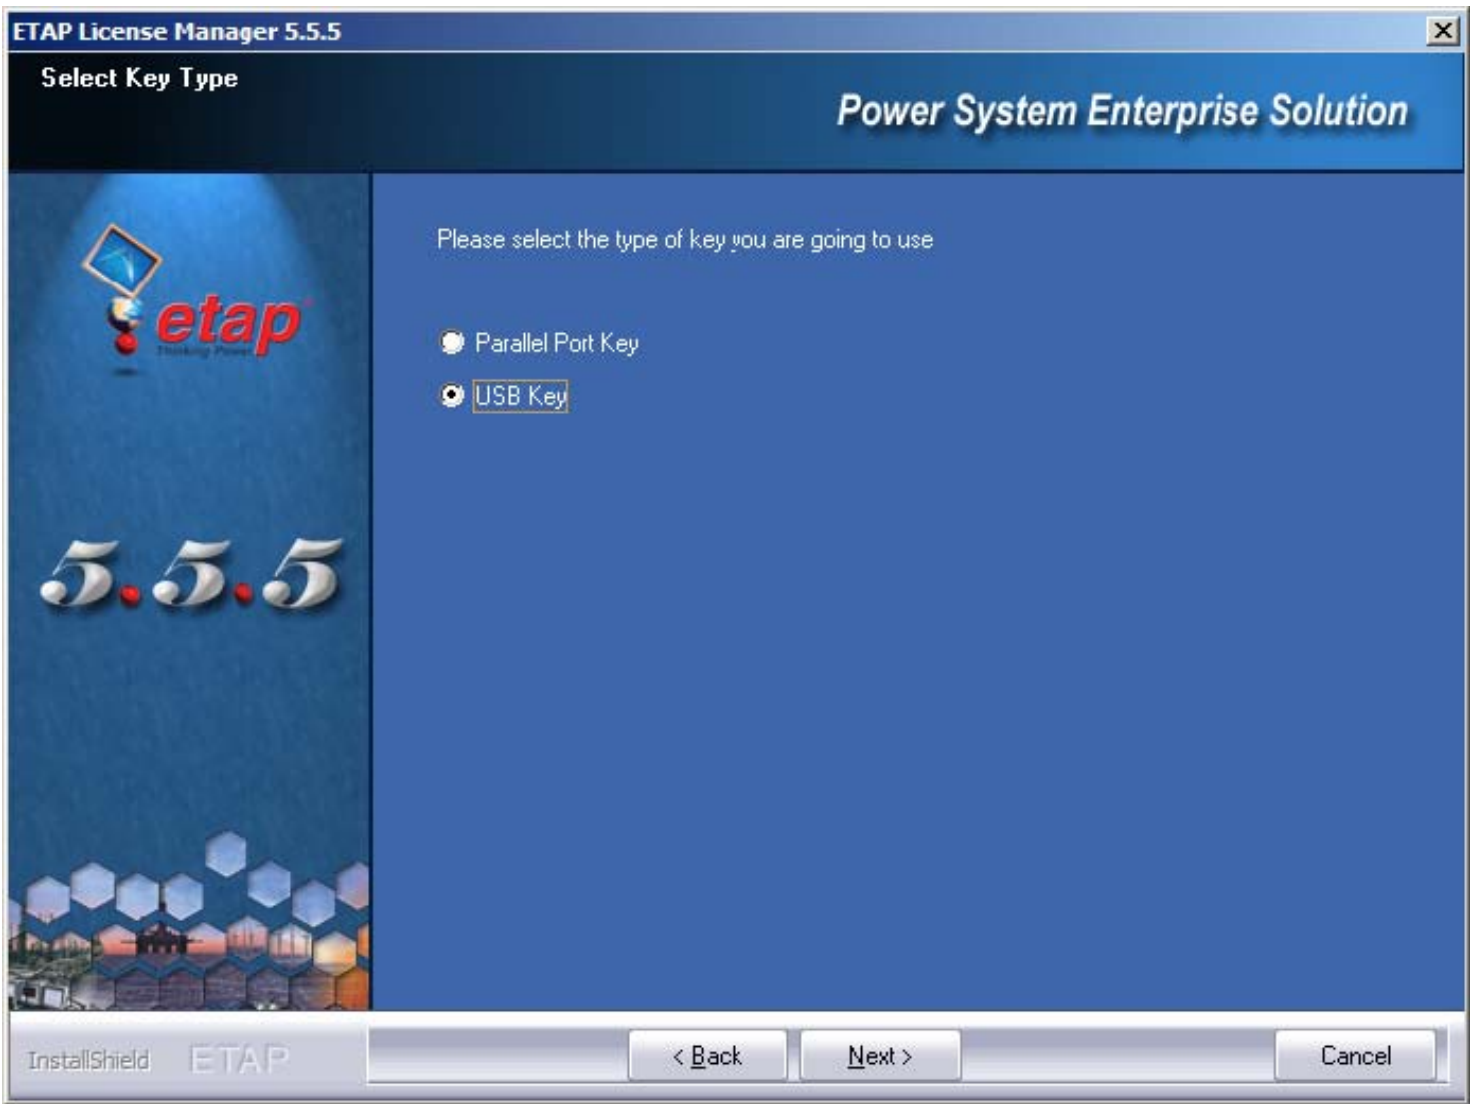 ETAP License Manager 5.5.5
Select Key Type
Power System Enterprise Solution
etap
Thinking Power
5.5.5
Please select the type of key you are going to use
Parallel Port Key
USB Key
InstallShield
ETAP
< Back
Next >
Cancel